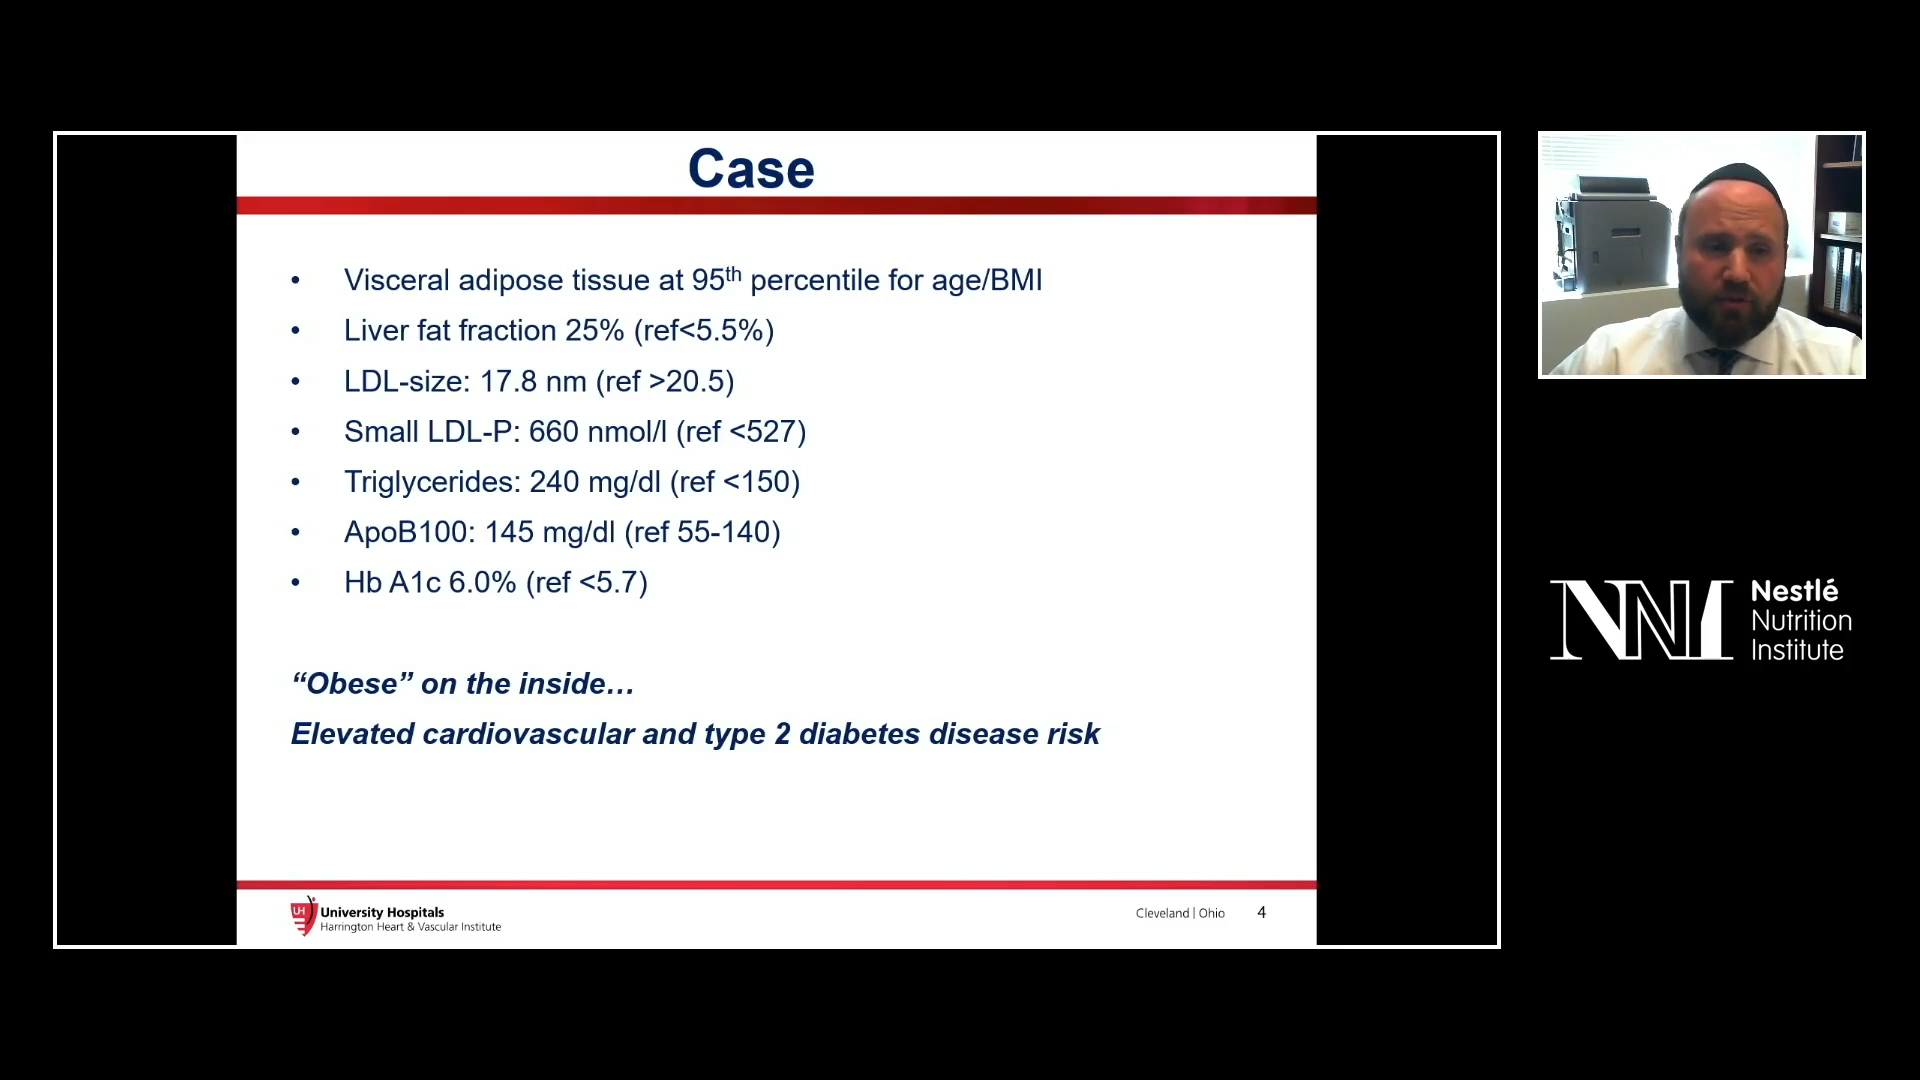 Case
• Visceral adipose tissue at 95th percentile for age/BMI
• Liver fat fraction 25% (ref<5.5%)
• LDL-size: 17.8 nm (ref >20.5)
• Small LDL-P: 660 nmol/l (ref <527)
• Triglycerides: 240 mg/dl (ref <150)
• ApoB100: 145 mg/dl (ref 55-140)
• Hb A1c 6.0% (ref <5.7)
“Obese” on the inside…
Elevated cardiovascular and type 2 diabetes disease risk
UH
University Hospitals
Harrington Heart & Vascular Institute
Cleveland | Ohio 4
NNI
Nestlé
Nutrition
Institute